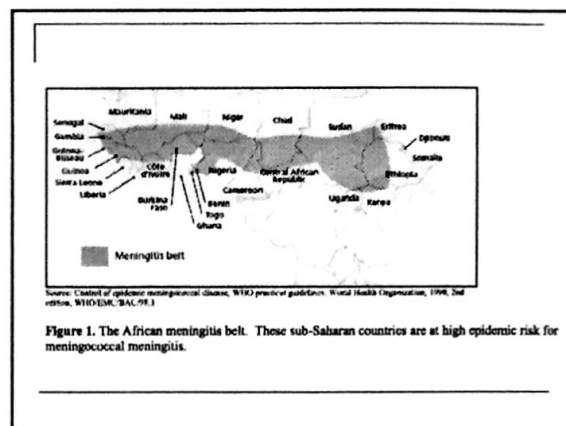 Mauritania Mali Niger Chad Sudan Eritrea
Senegal
Gambia
Guinea-Bissau
Guinea
Sierra Leone
Liberia
Côte d'Ivoire
Burkina Faso
Nigeria
Benin
Togo
Ghana
Cameroon
Central African Republic
Djibouti
Somalia
Ethiopia
Uganda
Kenya
Meningitis belt
Source: Control of epidemic meningococcal disease, WHO practical guidelines. World Health Organization, 1998, 2nd
edition, WHO/EMC/BAC/98.3
Figure 1. The African meningitis belt. These sub-Saharan countries are at high epidemic risk for
meningococcal meningitis.